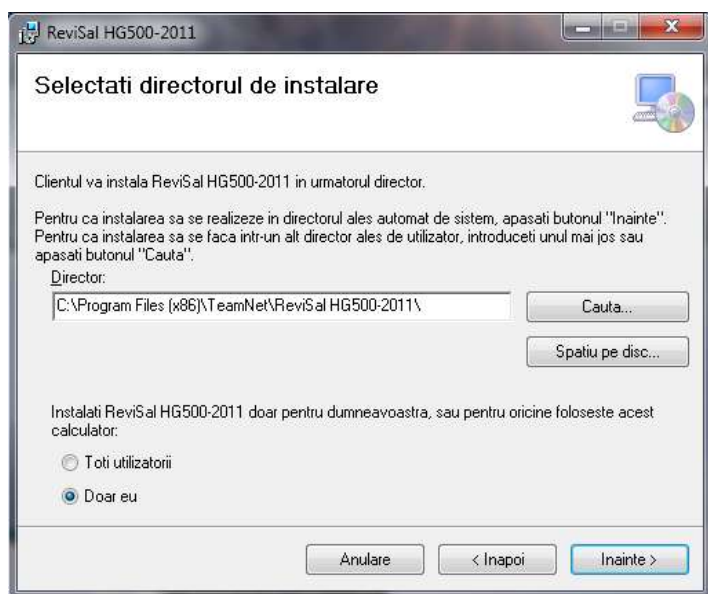 ReviSal HG500-2011
Selectati directorul de instalare
Clientul va instala ReviSal HG500-2011 in urmatorul director.
Pentru ca instalarea sa se realizeze in directorul ales automat de sistem, apasati butonul "Inainte".
Pentru ca instalarea sa se faca intr-un alt director ales de utilizator, introduceti unul mai jos sau
apasati butonul "Cauta".
Director:
C:\Program Files (x86)\TeamNet\ReviSal HG500-2011\
Cauta...
Spatiu pe disc...
Instalati ReviSal HG500-2011 doar pentru dumneavoastra, sau pentru oricine foloseste acest
calculator:
Toti utilizatorii
Doar eu
Anulare
< Inapoi
Inainte >